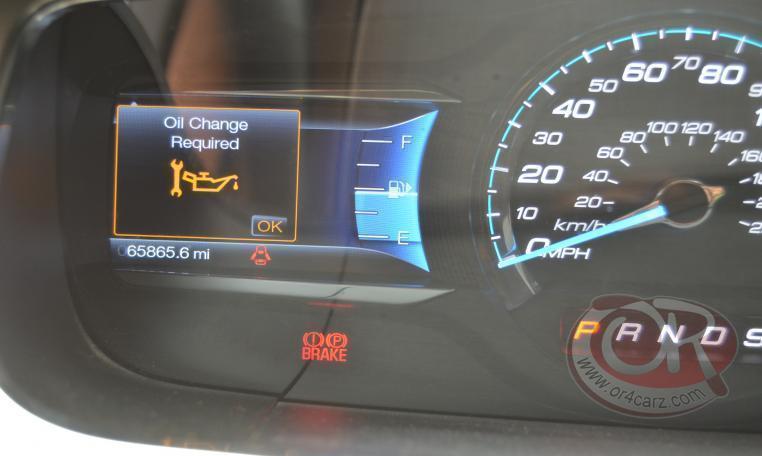 Oil Change
Required
OK
65865.6 mi
F
E
BRAKE
P
0 10 20 30 40 50 60 70 80
MPH
20 40 60 80 100 120 140
km/h
P R N D S
OR
www.or4carz.com